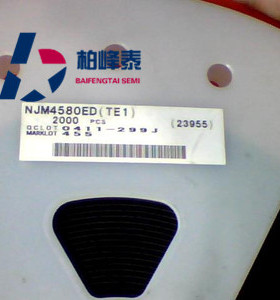 柏峰泰
BAIFENGTAI SEMI
NJM4580ED(TE1)
2000 PCS (23955)
QCLOT 0411-299J
MARKLOT 455